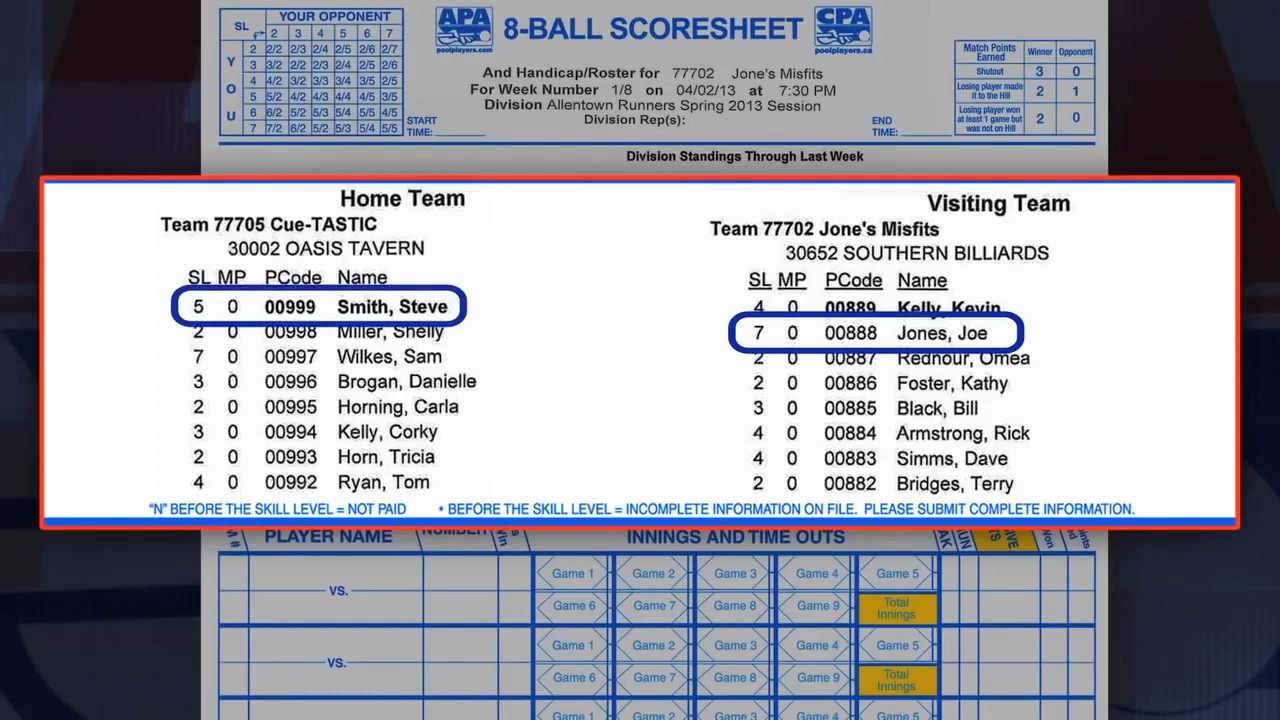 YOUR OPPONENT
SL 2 3 4 5 6 7
YOU
2 2/2 2/3 2/4 2/5 2/6 2/7
3 3/2 2/2 2/3 2/4 2/5 2/6
4 4/2 3/2 3/3 3/4 3/5 2/5
5 5/2 4/2 4/3 4/4 4/5 3/5
6 6/2 5/2 5/3 5/4 5/5 4/5
7 7/2 6/2 5/2 5/3 5/4 5/5
START TIME:
APA
poolplayers.com
8-BALL SCORESHEET
CPA
poolplayers.ca
And Handicap/Roster for 77702 Jone's Misfits
For Week Number 1/8 on 04/02/13 at 7:30 PM
Division Allentown Runners Spring 2013 Session
Division Rep(s):
END TIME:
Match Points Earned Winner Opponent
Shutout 3 0
Losing player made it to the Hill 2 1
Losing player won at least 1 game but was not on Hill 2 0
Division Standings Through Last Week
Home Team
Team 77705 Cue-TASTIC
30002 OASIS TAVERN
SL MP PCode Name
5 0 00999 Smith, Steve
2 0 00998 Miller, Shelly
7 0 00997 Wilkes, Sam
3 0 00996 Brogan, Danielle
2 0 00995 Horning, Carla
3 0 00994 Kelly, Corky
2 0 00993 Horn, Tricia
4 0 00992 Ryan, Tom
Visiting Team
Team 77702 Jone's Misfits
30652 SOUTHERN BILLIARDS
SL MP PCode Name
4 0 00889 Kelly, Kevin
7 0 00888 Jones, Joe
2 0 00887 Rednour, Omea
2 0 00886 Foster, Kathy
3 0 00885 Black, Bill
4 0 00884 Armstrong, Rick
4 0 00883 Simms, Dave
2 0 00882 Bridges, Terry
"N" BEFORE THE SKILL LEVEL = NOT PAID * BEFORE THE SKILL LEVEL = INCOMPLETE INFORMATION ON FILE. PLEASE SUBMIT COMPLETE INFORMATION.
PLAYER NAME NUMBER INNINGS AND TIME OUTS
Game 1 Game 2 Game 3 Game 4 Game 5
VS.
Game 6 Game 7 Game 8 Game 9 Total Innings
Game 1 Game 2 Game 3 Game 4 Game 5
VS.
Game 6 Game 7 Game 8 Game 9 Total Innings
Game 1 Game 2 Game 3 Game 4 Game 5